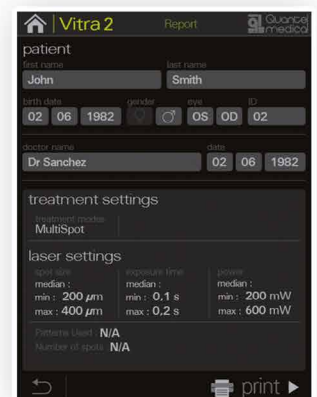 Vitra 2 Report Quantel medical
patient
first name last name
John Smith
birth date gender eye ID
02 06 1982 OS OD 02
doctor name date
Dr Sanchez 02 06 1982
treatment settings
treatment modes
MultiSpot
laser settings
spot size exposure time power
median : median : median :
min : 200 µm min : 0,1 s min : 200 mW
max : 400 µm max : 0,2 s max : 600 mW
Patterns Used : N/A
Number of spots : N/A
print